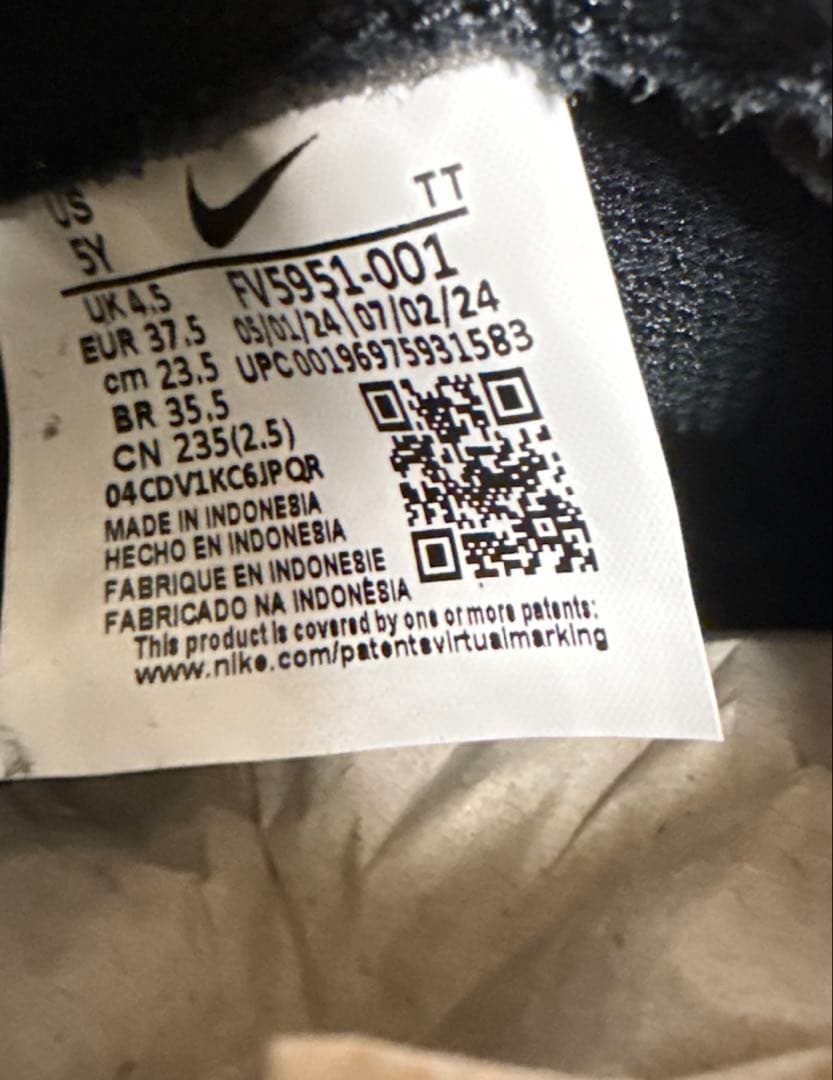 US TT
5Y
UK 4.5 FV5951-001
EUR 37.5 05/01/24\07/02/24
cm 23.5 UPC00196975931583
BR 35.5
CN 235(2.5)
04CDV1KC6JPQR
MADE IN INDONESIA
HECHO EN INDONESIA
FABRIQUE EN INDONESIE
FABRICADO NA INDONÉSIA
This product is covered by one or more patents:
www.nike.com/patentsvirtualmarking